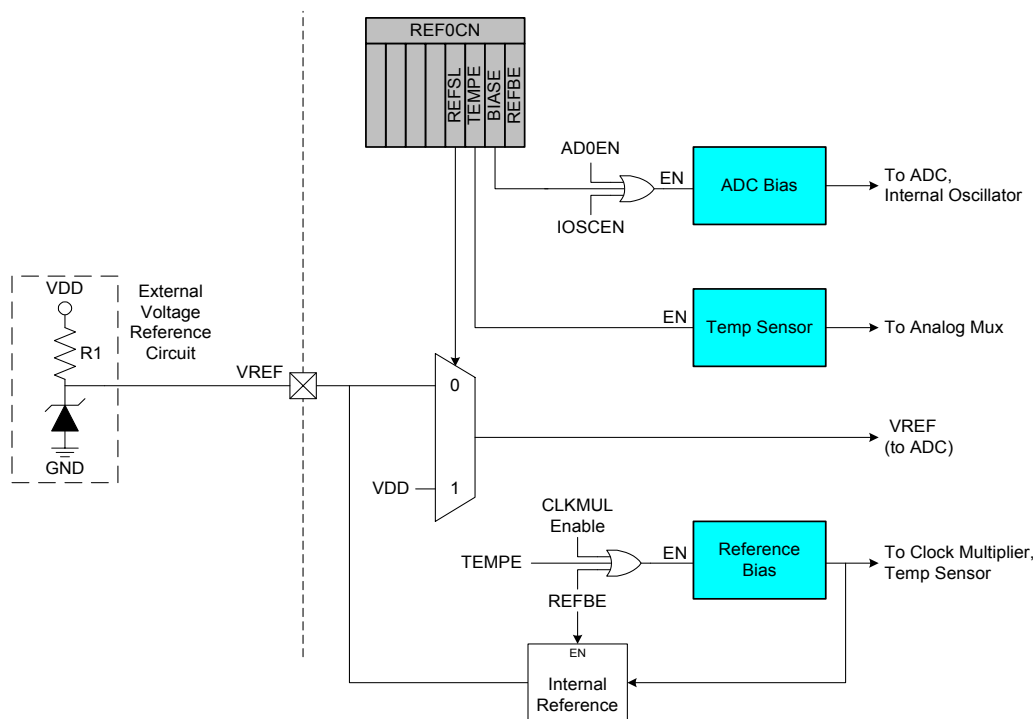 REF0CN
REFSL
TEMPE
BIASE
REFBE
AD0EN
IOSCEN
EN
ADC Bias
To ADC,
Internal Oscillator
EN
Temp Sensor
To Analog Mux
VDD
R1
GND
External
Voltage
Reference
Circuit
VREF
0
VDD
1
VREF
(to ADC)
CLKMUL
Enable
TEMPE
REFBE
EN
Reference
Bias
To Clock Multiplier,
Temp Sensor
EN
Internal
Reference